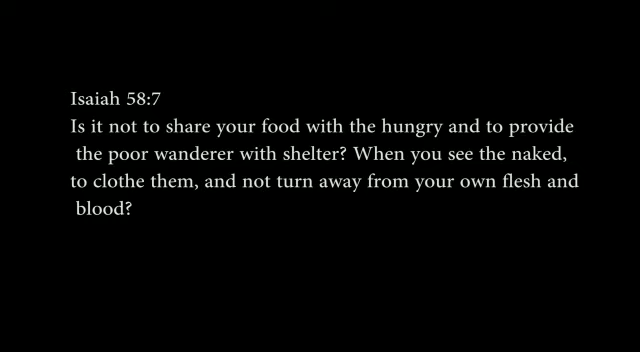 Isaiah 58:7
Is it not to share your food with the hungry and to provide
the poor wanderer with shelter? When you see the naked,
to clothe them, and not turn away from your own flesh and
blood?